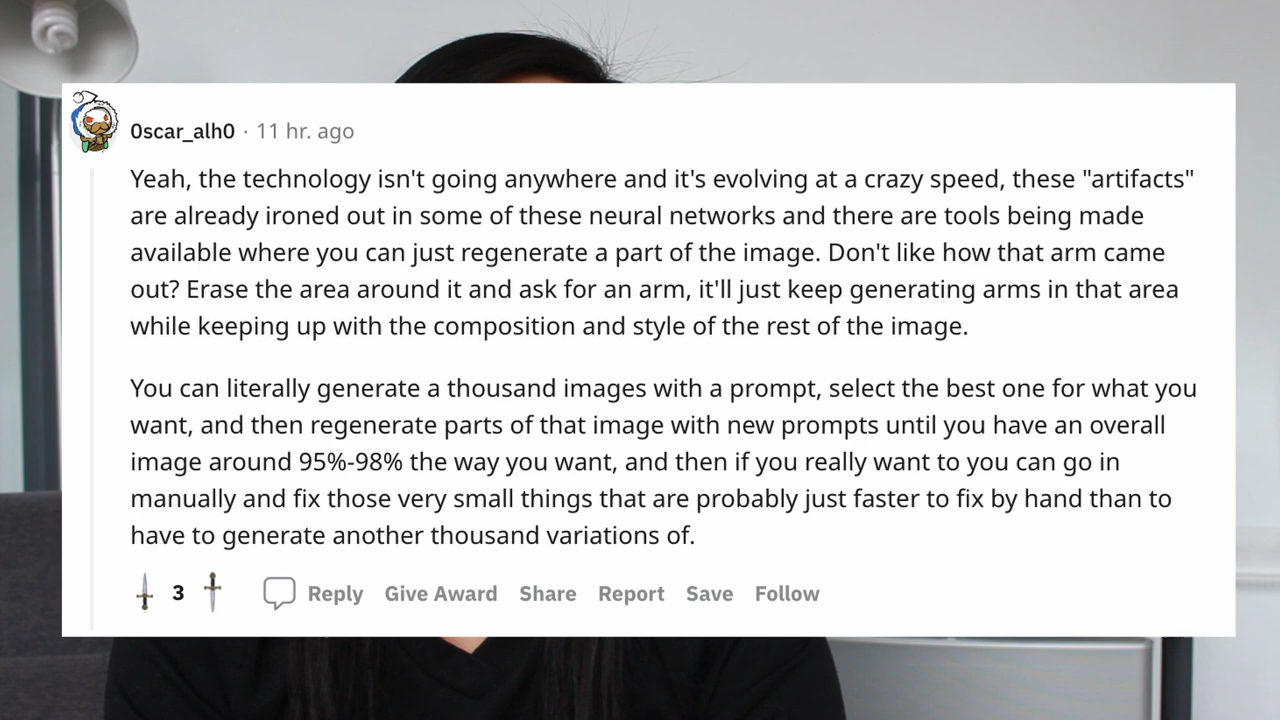 0scar_alh0 · 11 hr. ago
Yeah, the technology isn't going anywhere and it's evolving at a crazy speed, these "artifacts"
are already ironed out in some of these neural networks and there are tools being made
available where you can just regenerate a part of the image. Don't like how that arm came
out? Erase the area around it and ask for an arm, it'll just keep generating arms in that area
while keeping up with the composition and style of the rest of the image.
You can literally generate a thousand images with a prompt, select the best one for what you
want, and then regenerate parts of that image with new prompts until you have an overall
image around 95%-98% the way you want, and then if you really want to you can go in
manually and fix those very small things that are probably just faster to fix by hand than to
have to generate another thousand variations of.
3 Reply Give Award Share Report Save Follow